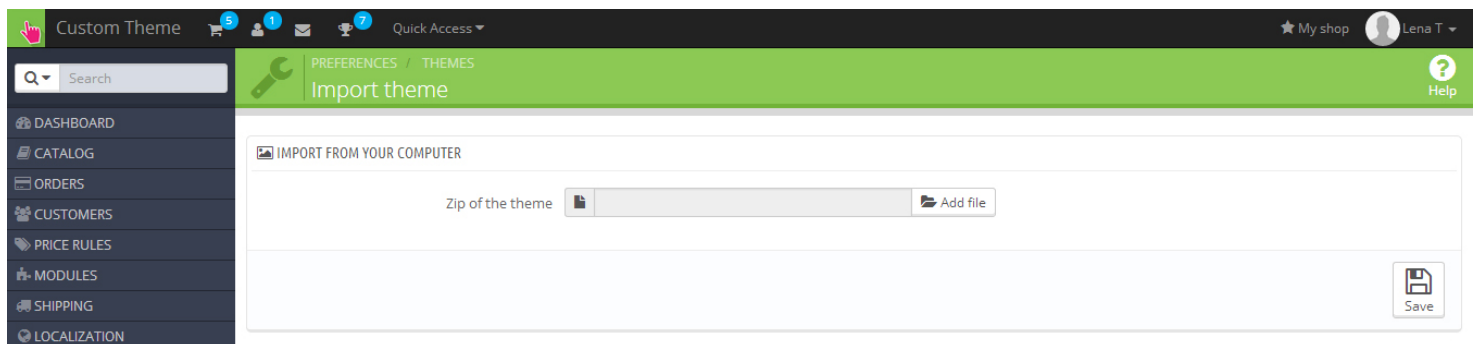 Custom Theme 5 1 7 Quick Access My shop Lena T
Search
PREFERENCES / THEMES
Import theme
Help
DASHBOARD
CATALOG
ORDERS
CUSTOMERS
PRICE RULES
MODULES
SHIPPING
LOCALIZATION
IMPORT FROM YOUR COMPUTER
Zip of the theme Add file
Save